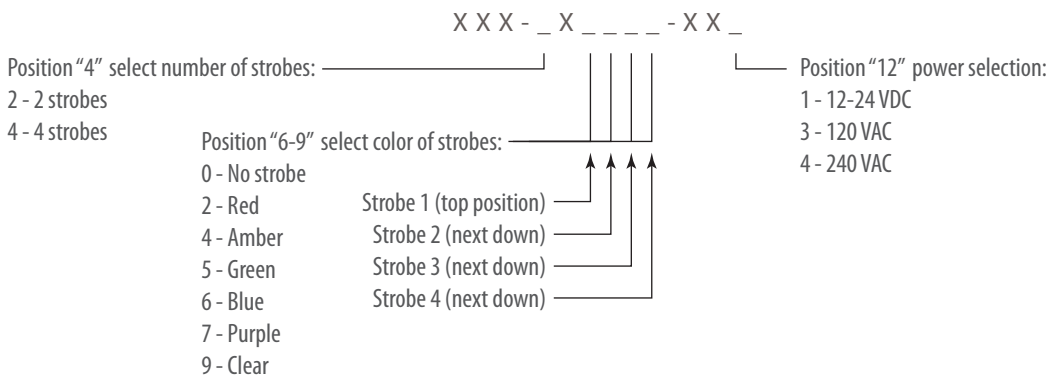 X X X - _ X _ _ _ _ - X X _
Position “4” select number of strobes:
2 - 2 strobes
4 - 4 strobes
Position “6-9” select color of strobes:
0 - No strobe
2 - Red
4 - Amber
5 - Green
6 - Blue
7 - Purple
9 - Clear
Strobe 1 (top position)
Strobe 2 (next down)
Strobe 3 (next down)
Strobe 4 (next down)
Position “12” power selection:
1 - 12-24 VDC
3 - 120 VAC
4 - 240 VAC